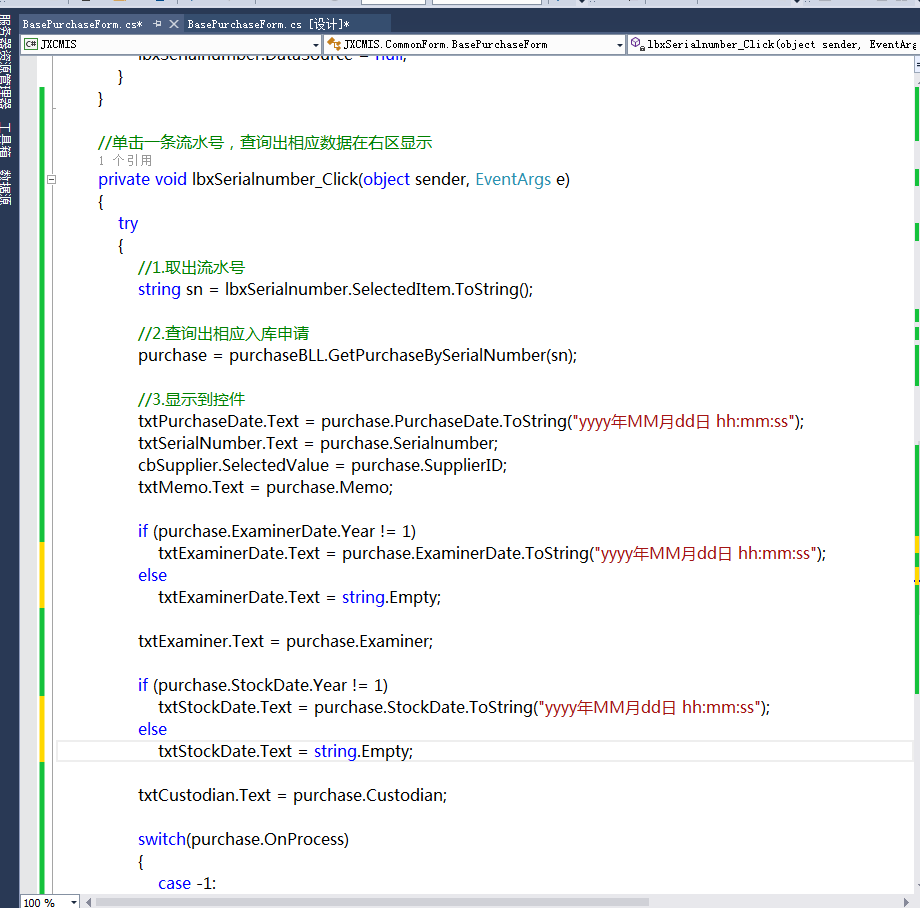 BasePurchaseForm.cs*
BasePurchaseForm.cs [设计]*
服务器资源管理器
工具箱
数据源
C# JXCMIS
JXCMIS.CommonForm.BasePurchaseForm
lbxSerialnumber_Click(object sender, EventArg
lbxSerialnumber.DataSource = null;
}
}
//单击一条流水号，查询出相应数据在右区显示
1 个引用
private void lbxSerialnumber_Click(object sender, EventArgs e)
{
try
{
//1.取出流水号
string sn = lbxSerialnumber.SelectedItem.ToString();
//2.查询出相应入库申请
purchase = purchaseBLL.GetPurchaseBySerialNumber(sn);
//3.显示到控件
txtPurchaseDate.Text = purchase.PurchaseDate.ToString("yyyy年MM月dd日 hh:mm:ss");
txtSerialNumber.Text = purchase.Serialnumber;
cbSupplier.SelectedValue = purchase.SupplierID;
txtMemo.Text = purchase.Memo;
if (purchase.ExaminerDate.Year != 1)
txtExaminerDate.Text = purchase.ExaminerDate.ToString("yyyy年MM月dd日 hh:mm:ss");
else
txtExaminerDate.Text = string.Empty;
txtExaminer.Text = purchase.Examiner;
if (purchase.StockDate.Year != 1)
txtStockDate.Text = purchase.StockDate.ToString("yyyy年MM月dd日 hh:mm:ss");
else
txtStockDate.Text = string.Empty;
txtCustodian.Text = purchase.Custodian;
switch(purchase.OnProcess)
{
case -1:
100 %